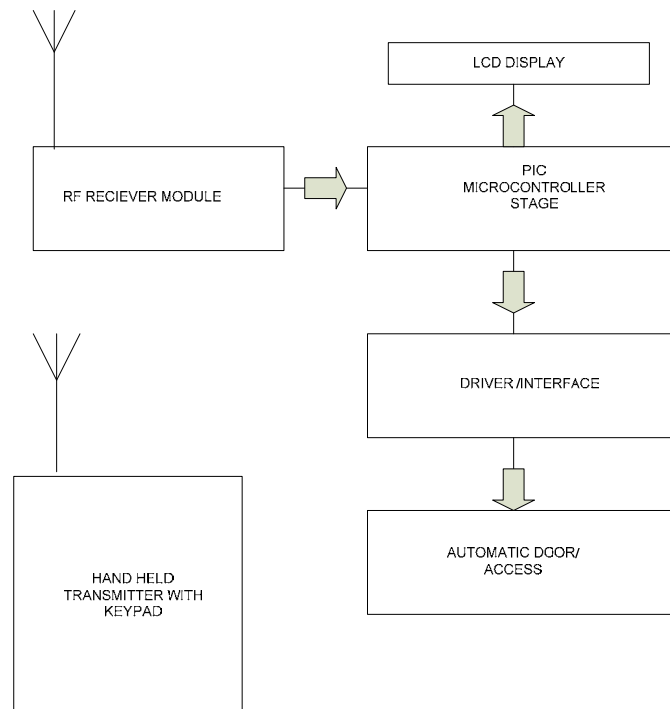 LCD DISPLAY
RF RECIEVER MODULE
PIC
MICROCONTROLLER
STAGE
DRIVER /INTERFACE
AUTOMATIC DOOR/
ACCESS
HAND HELD
TRANSMITTER WITH
KEYPAD